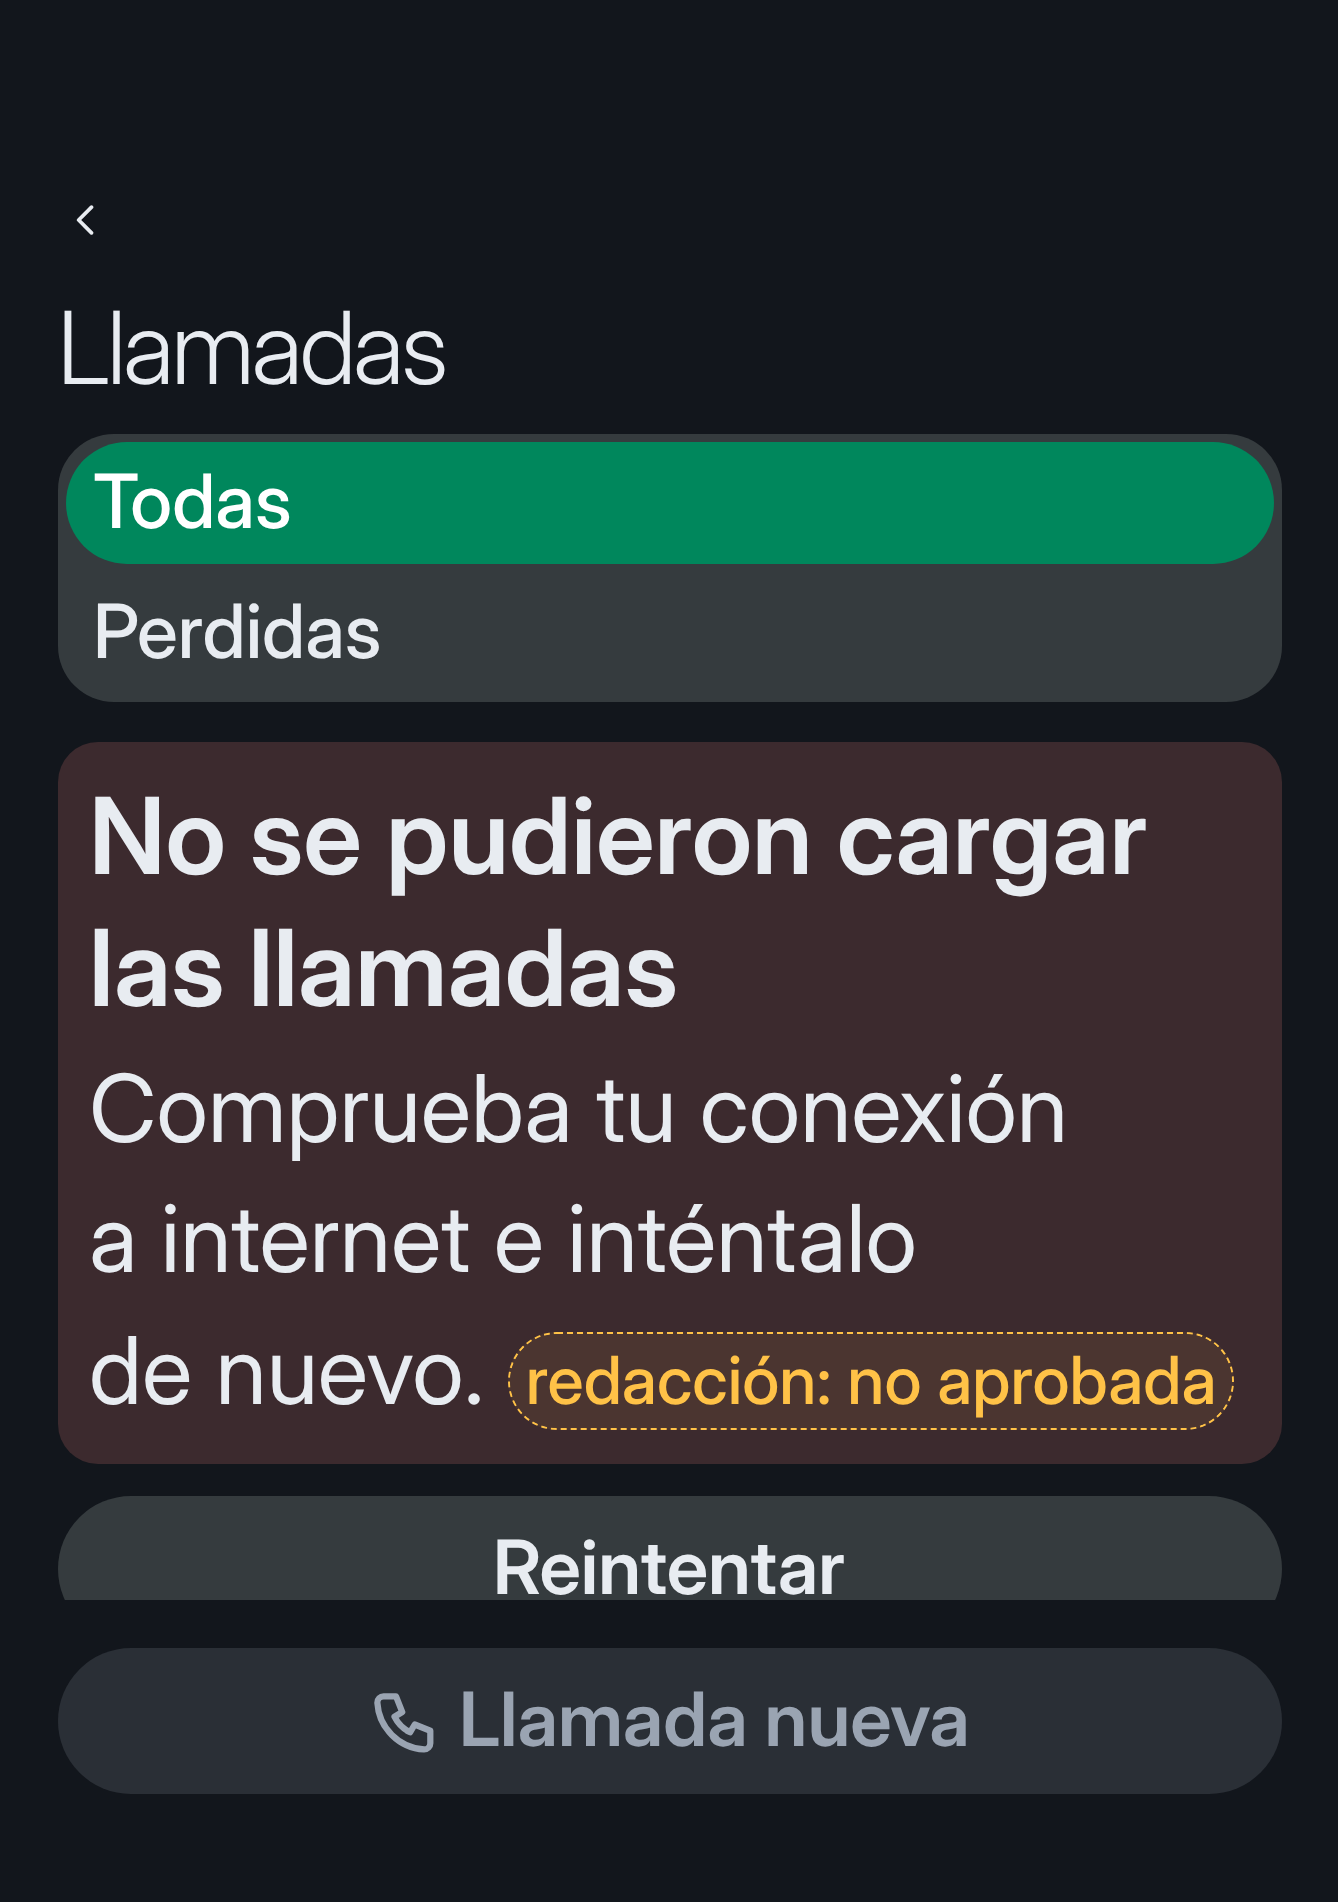 Llamadas
Todas
Perdidas
No se pudieron cargar
las llamadas
Comprueba tu conexión
a internet e inténtalo
de nuevo. redacción: no aprobada
Reintentar
Llamada nueva